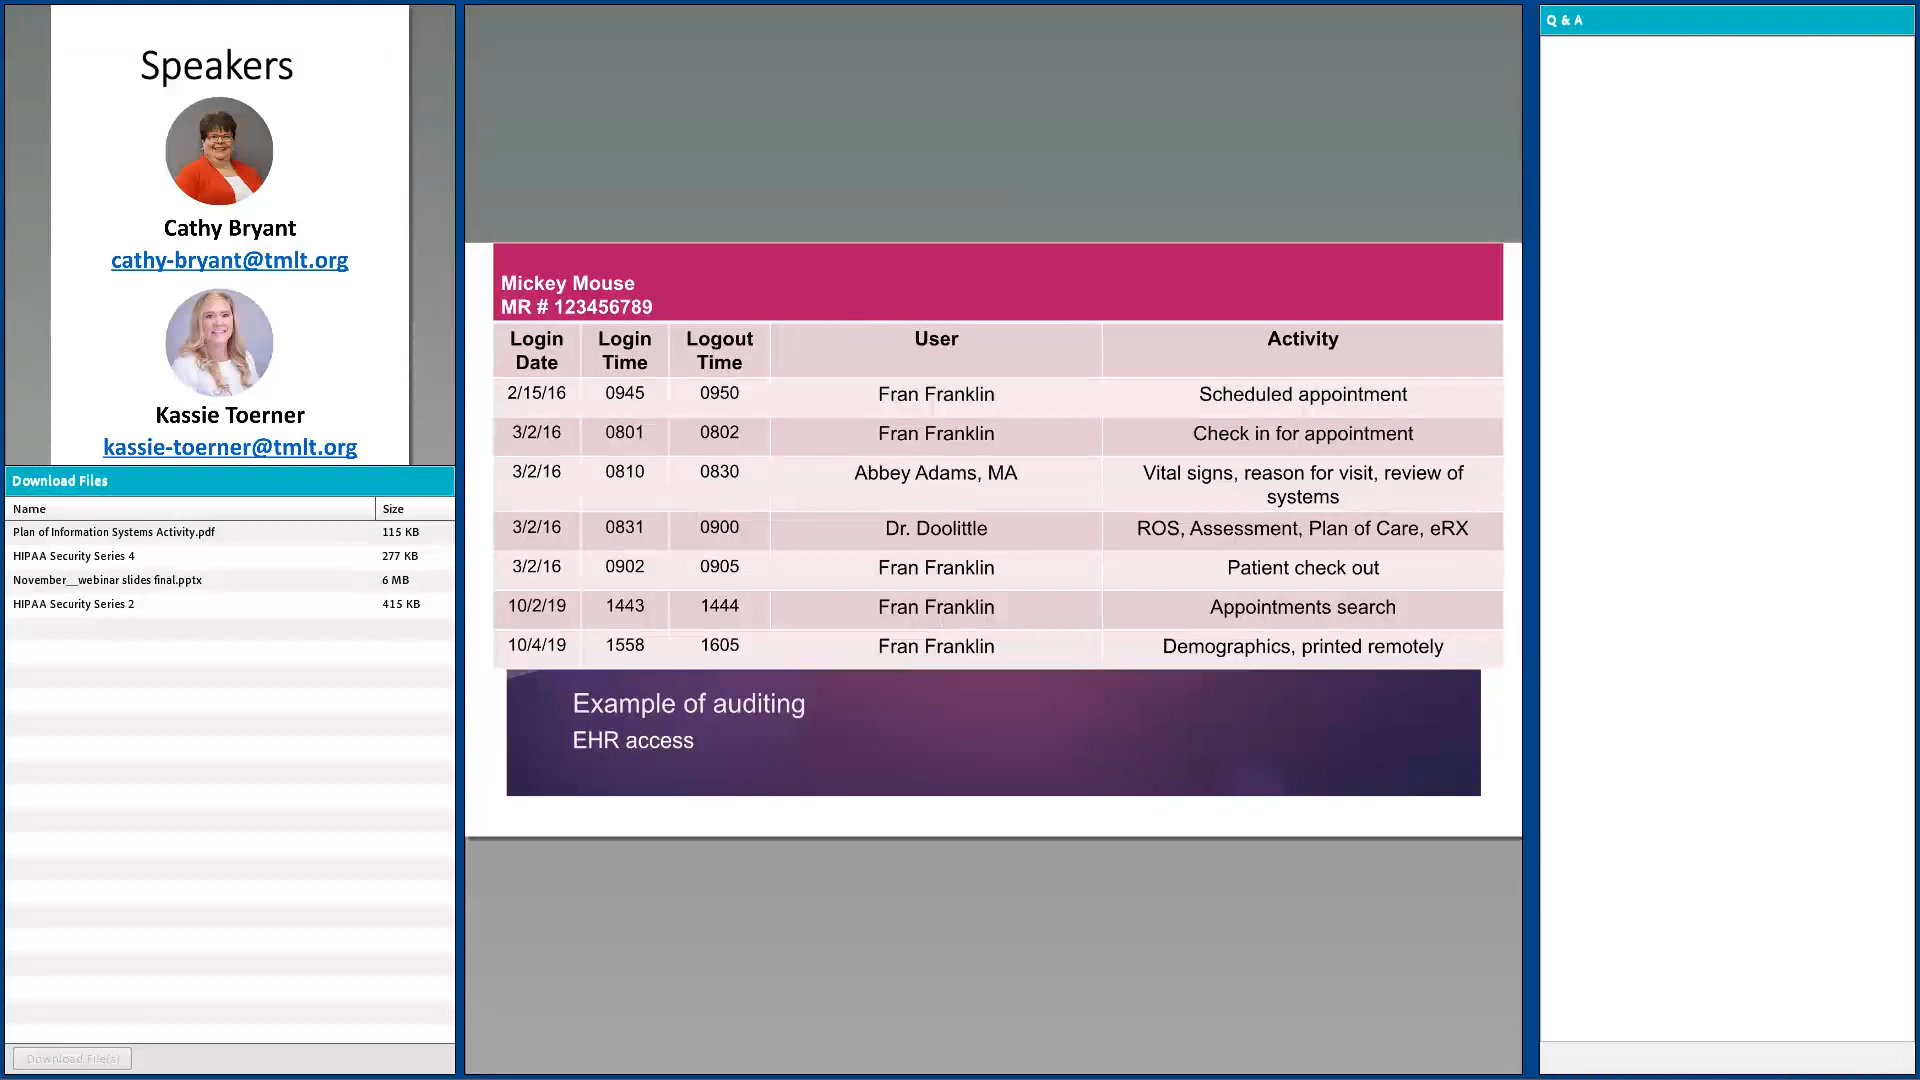 Speakers
Cathy Bryant
cathy-bryant@tmlt.org
Kassie Toerner
kassie-toerner@tmlt.org
Download Files
Name Size
Plan of Information Systems Activity.pdf 115 KB
HIPAA Security Series 4 277 KB
November__webinar slides final.pptx 6 MB
HIPAA Security Series 2 415 KB
Download File(s)
Mickey Mouse
MR # 123456789
Login Date Login Time Logout Time User Activity
2/15/16 0945 0950 Fran Franklin Scheduled appointment
3/2/16 0801 0802 Fran Franklin Check in for appointment
3/2/16 0810 0830 Abbey Adams, MA Vital signs, reason for visit, review of
systems
3/2/16 0831 0900 Dr. Doolittle ROS, Assessment, Plan of Care, eRX
3/2/16 0902 0905 Fran Franklin Patient check out
10/2/19 1443 1444 Fran Franklin Appointments search
10/4/19 1558 1605 Fran Franklin Demographics, printed remotely
Example of auditing
EHR access
Q & A